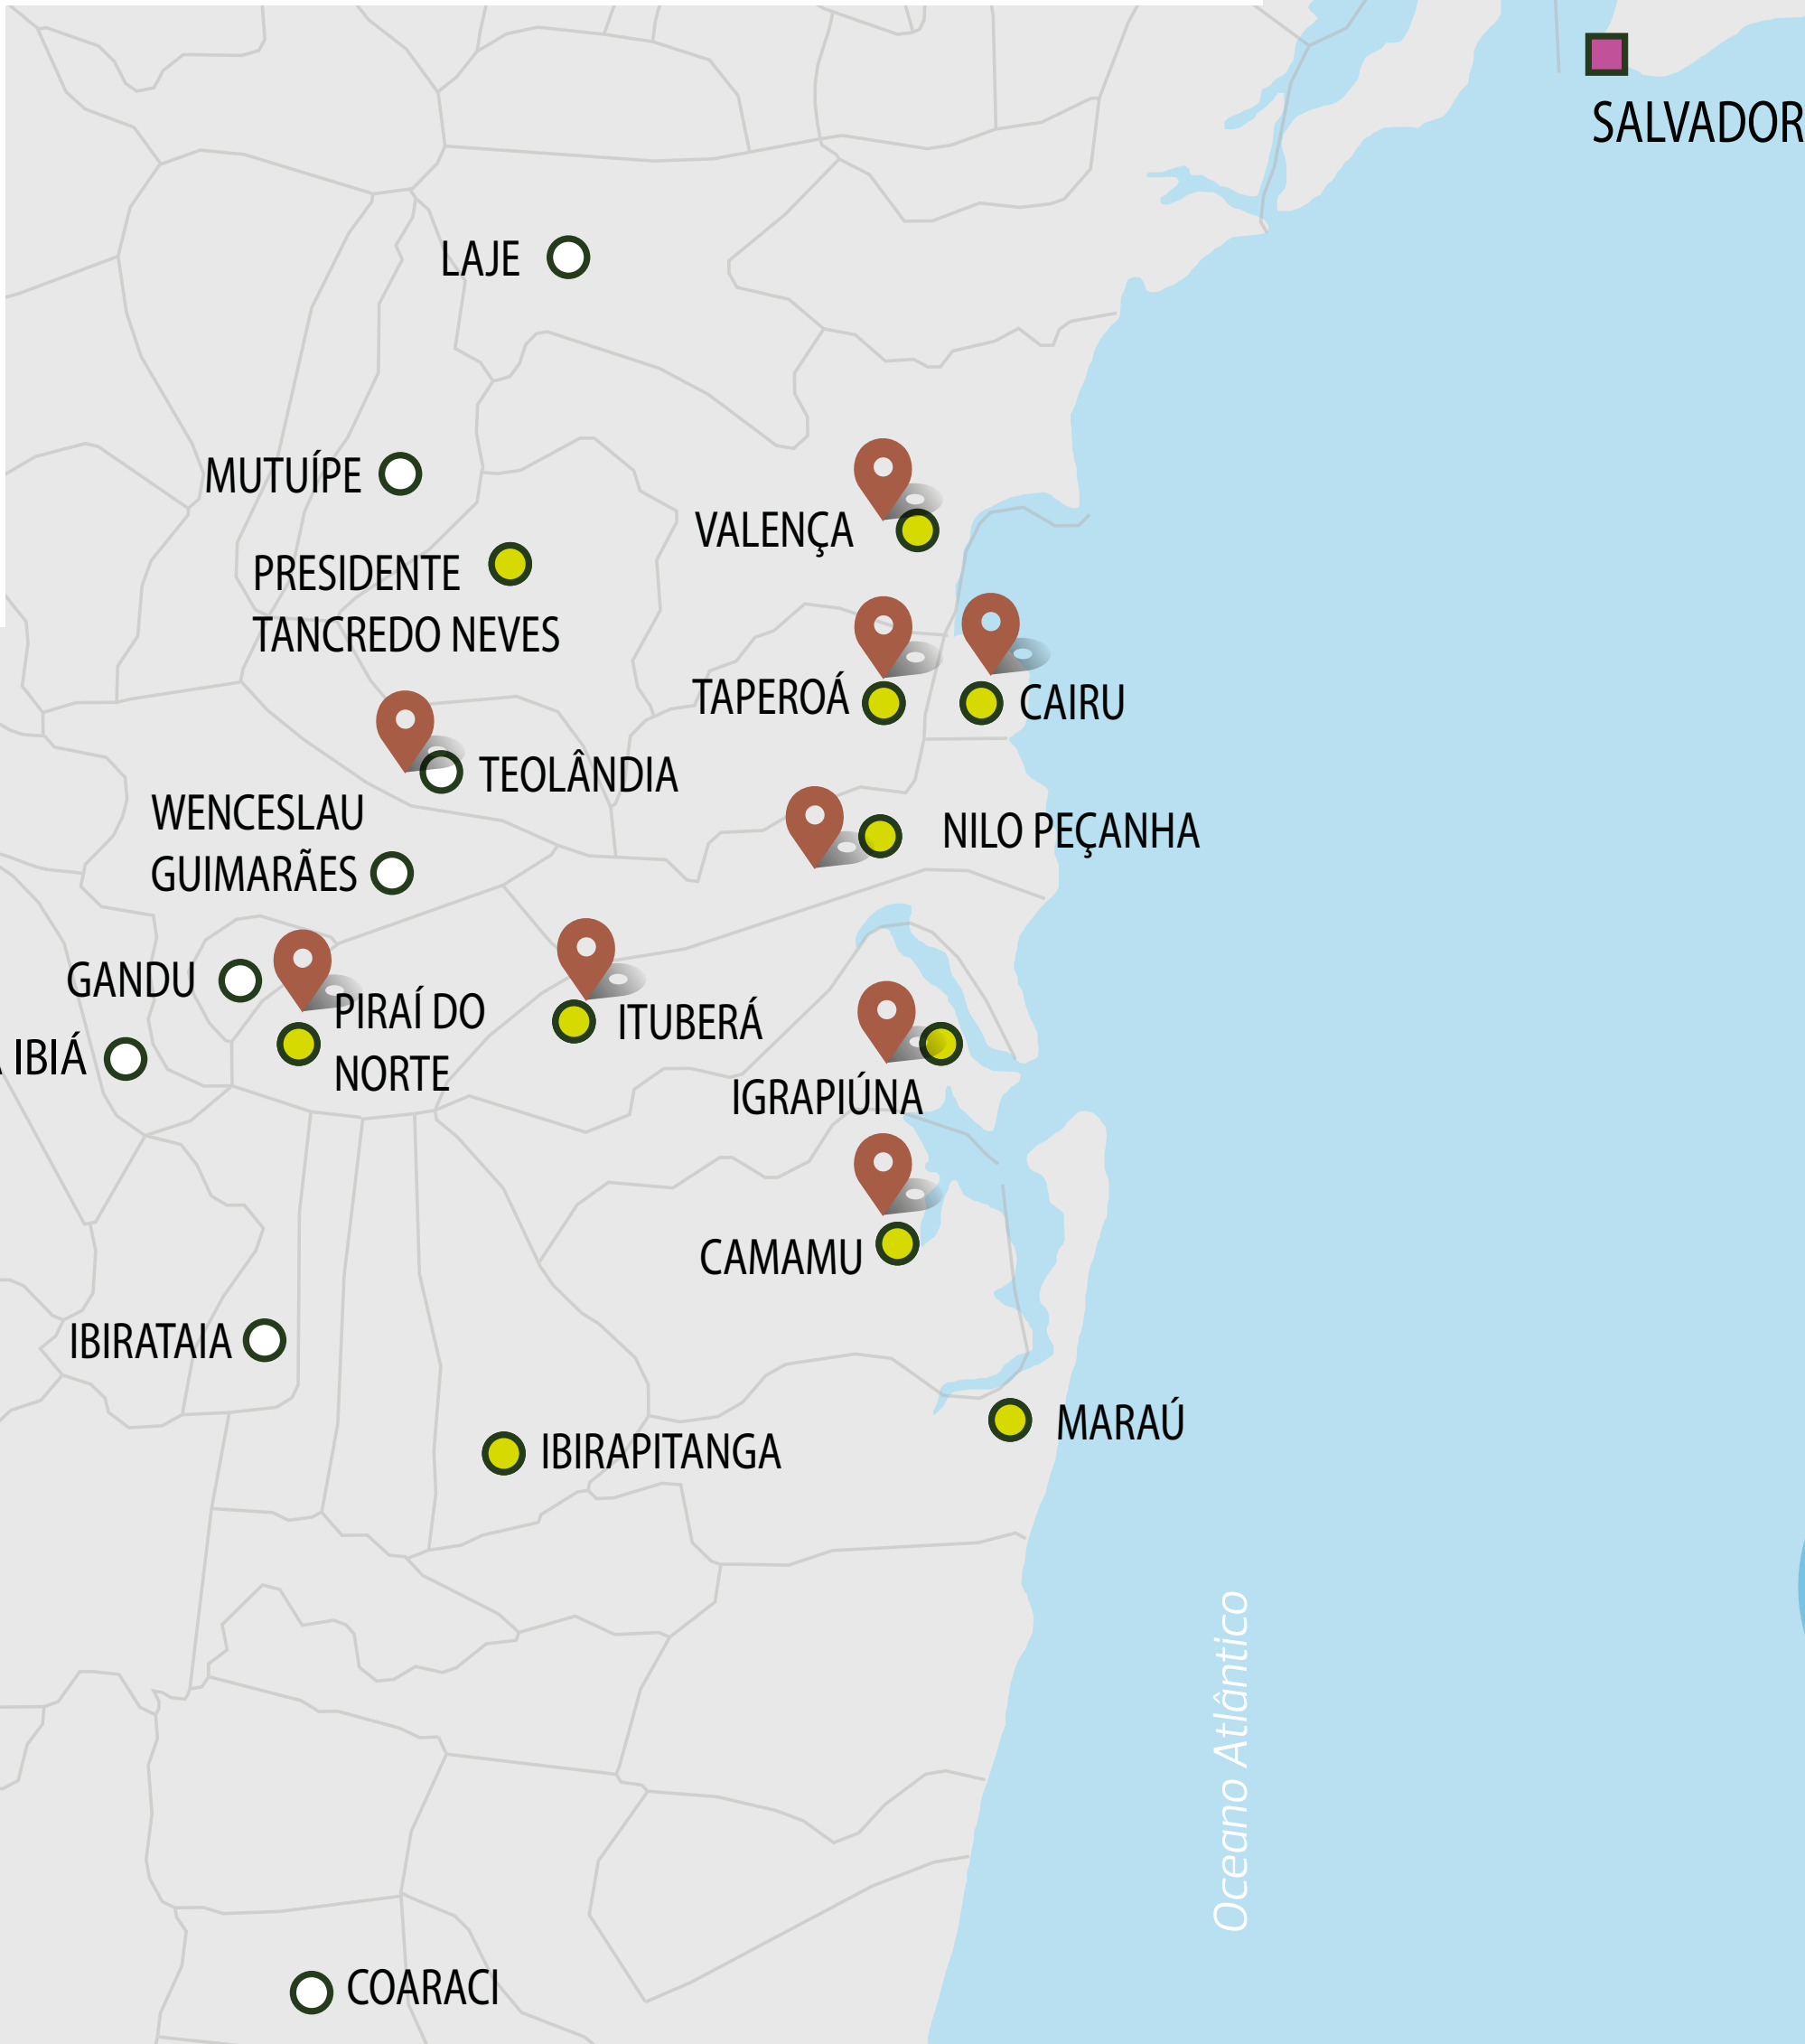 SALVADOR
LAJE
MUTUÍPE
VALENÇA
PRESIDENTE
TANCREDO NEVES
TAPEROÁ
CAIRU
TEOLÂNDIA
WENCESLAU
GUIMARÃES
NILO PEÇANHA
GANDU
PIRAÍ DO
NORTE
ITUBERÁ
IBIÁ
IGRAPIÚNA
CAMAMU
IBIRATAIA
MARAÚ
IBIRAPITANGA
Oceano Atlântico
COARACI